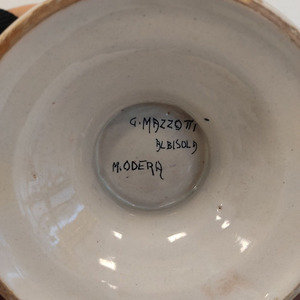 G. MAZZOTTI
ALBISOLA
M. ODERA